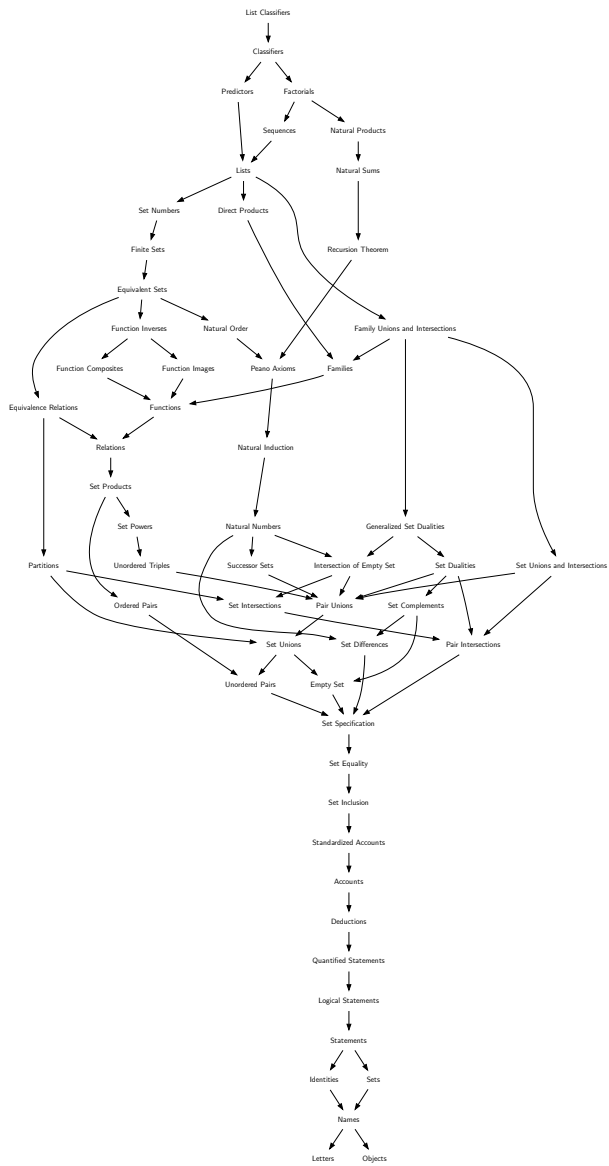 List Classifiers
Classifiers
Predictors
Factorials
Sequences
Natural Products
Lists
Natural Sums
Set Numbers
Direct Products
Finite Sets
Recursion Theorem
Equivalent Sets
Function Inverses
Natural Order
Family Unions and Intersections
Function Composites
Function Images
Peano Axioms
Families
Equivalence Relations
Functions
Relations
Natural Induction
Set Products
Set Powers
Natural Numbers
Generalized Set Dualities
Partitions
Unordered Triples
Successor Sets
Intersection of Empty Set
Set Dualities
Set Unions and Intersections
Ordered Pairs
Set Intersections
Pair Unions
Set Complements
Set Unions
Set Differences
Pair Intersections
Unordered Pairs
Empty Set
Set Specification
Set Equality
Set Inclusion
Standardized Accounts
Accounts
Deductions
Quantified Statements
Logical Statements
Statements
Identities
Sets
Names
Letters
Objects